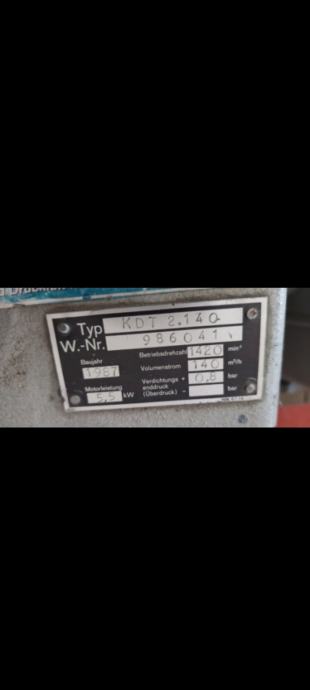 Typ KDT 2.140
W.-Nr. 986041
Baujahr 1987
Betriebsdrehzahl 1420 min⁻¹
Volumenstrom 140 m³/h
Motorleistung 5,5 kW
Verdichtungs + 0,8 bar
enddruck
(Überdruck) - bar